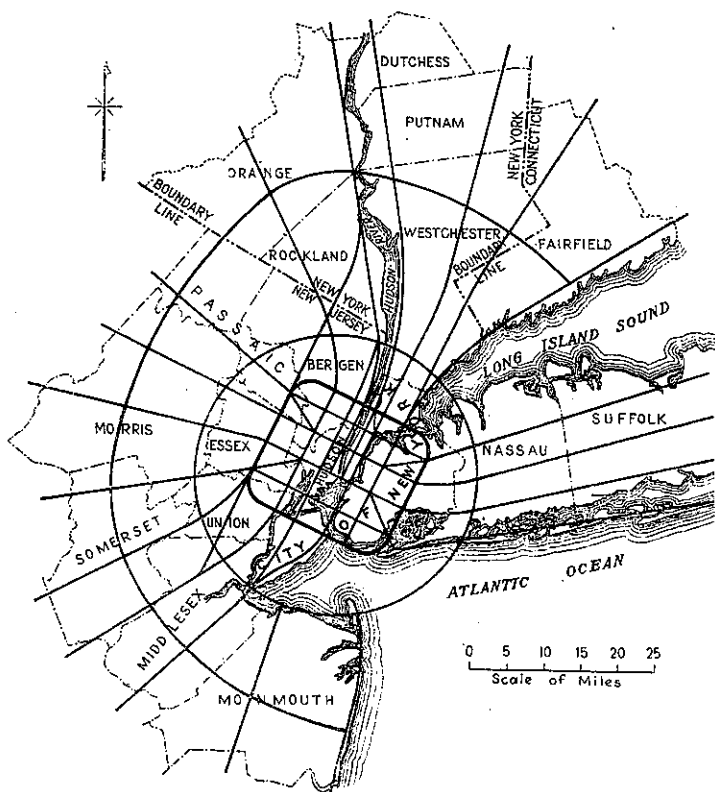 DUTCHESS
PUTNAM
NEW YORK
CONNECTICUT
ORANGE
BOUNDARY
LINE
WESTCHESTER
BOUNDARY
LINE
FAIRFIELD
ROCKLAND
HUDSON
RIVER
NEW YORK
NEW JERSEY
PASSAIC
BERGEN
LONG ISLAND SOUND
SUFFOLK
NASSAU
MORRIS
ESSEX
HUDSON
CITY OF NEW YORK
UNION
SOMERSET
MIDDLESEX
MONMOUTH
ATLANTIC OCEAN
0 5 10 15 20 25
Scale of Miles